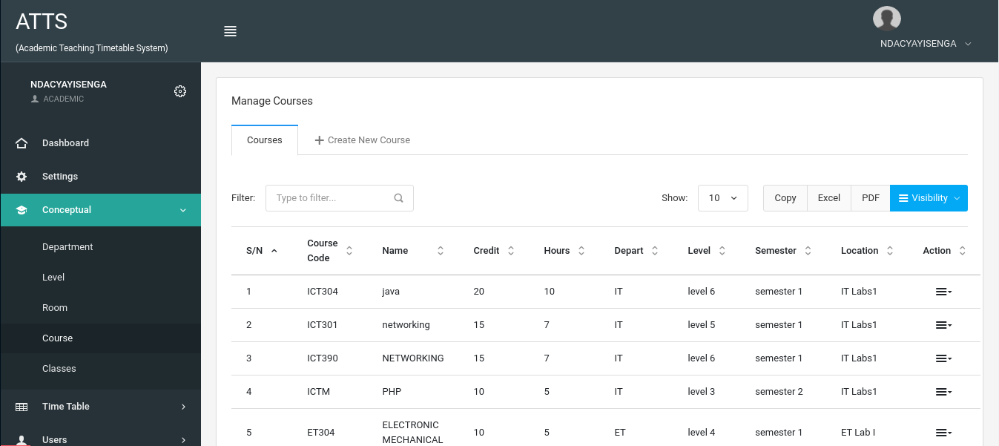 ATTS
(Academic Teaching Timetable System)
NDACYAYISENGA
NDACYAYISENGA
ACADEMIC
Dashboard
Settings
Conceptual
Department
Level
Room
Course
Classes
Time Table
Users
Manage Courses
Courses
Create New Course
Filter: Type to filter... Show: 10 Copy Excel PDF Visibility
S/N Course Code Name Credit Hours Depart Level Semester Location Action
1 ICT304 java 20 10 IT level 6 semester 1 IT Labs1
2 ICT301 networking 15 7 IT level 5 semester 1 IT Labs1
3 ICT390 NETWORKING 15 7 IT level 6 semester 1 IT Labs1
4 ICTM PHP 10 5 IT level 3 semester 2 IT Labs1
5 ET304 ELECTRONIC MECHANICAL 10 5 ET level 4 semester 1 ET Lab I